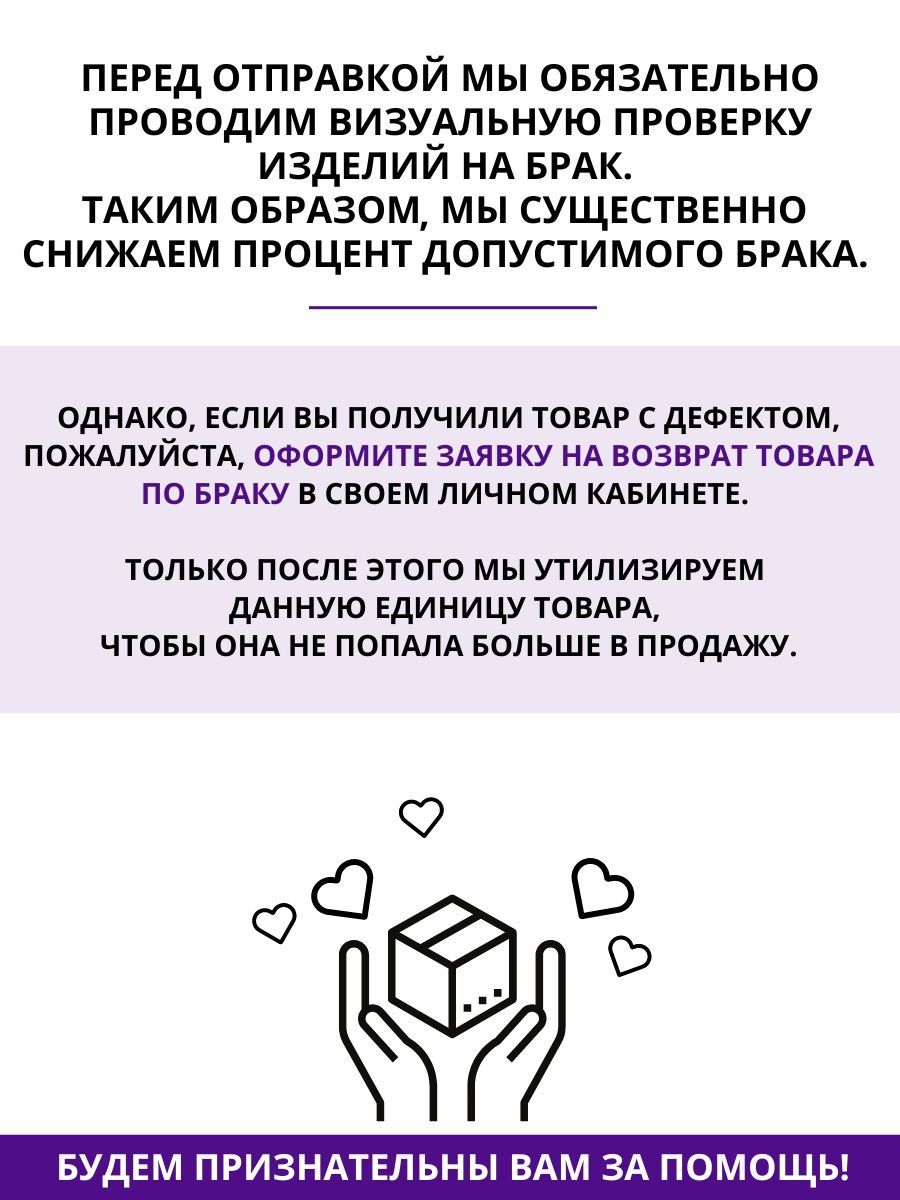 ПЕРЕД ОТПРАВКОЙ МЫ ОБЯЗАТЕЛЬНО
ПРОВОДИМ ВИЗУАЛЬНУЮ ПРОВЕРКУ
ИЗДЕЛИЙ НА БРАК.
ТАКИМ ОБРАЗОМ, МЫ СУЩЕСТВЕННО
СНИЖАЕМ ПРОЦЕНТ ДОПУСТИМОГО БРАКА.
ОДНАКО, ЕСЛИ ВЫ ПОЛУЧИЛИ ТОВАР С ДЕФЕКТОМ,
ПОЖАЛУЙСТА, ОФОРМИТЕ ЗАЯВКУ НА ВОЗВРАТ ТОВАРА
ПО БРАКУ В СВОЕМ ЛИЧНОМ КАБИНЕТЕ.
ТОЛЬКО ПОСЛЕ ЭТОГО МЫ УТИЛИЗИРУЕМ
ДАННУЮ ЕДИНИЦУ ТОВАРА,
ЧТОБЫ ОНА НЕ ПОПАЛА БОЛЬШЕ В ПРОДАЖУ.
БУДЕМ ПРИЗНАТЕЛЬНЫ ВАМ ЗА ПОМОЩЬ!